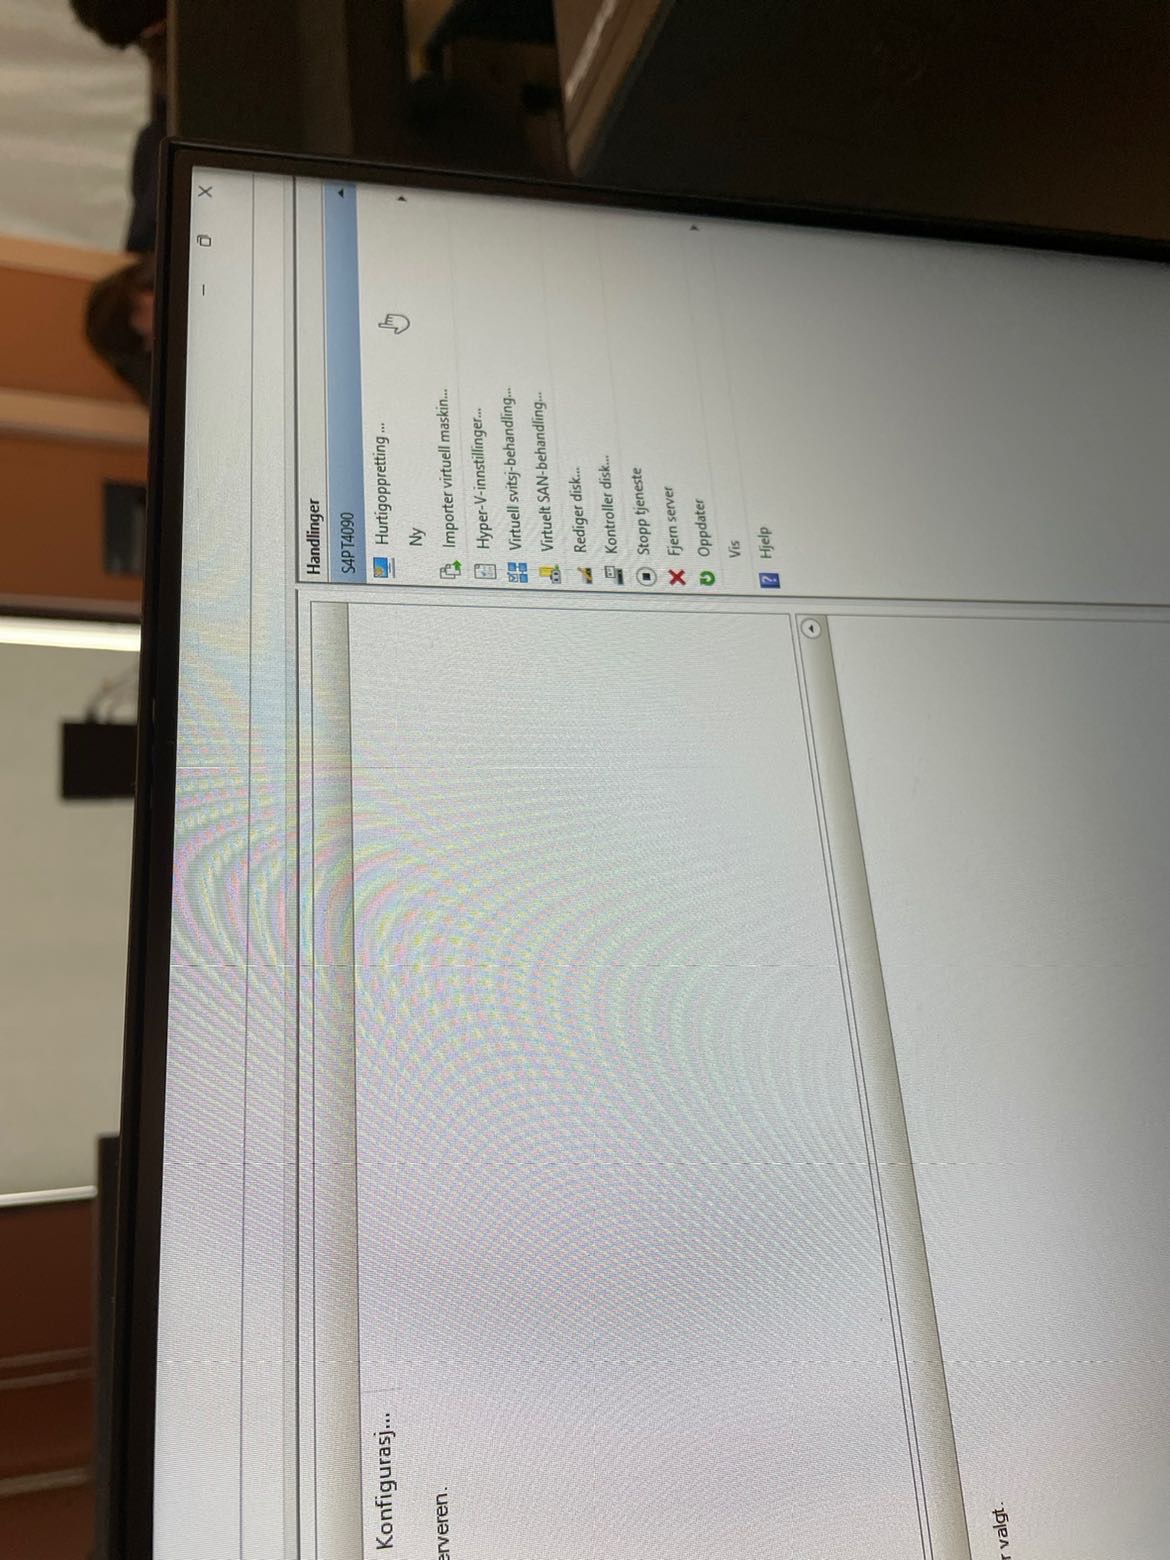 Konfigurasj...
erveren.
r valgt.
Handlinger
S4PT4090
Hurtigoppretting ...
Ny
Importer virtuell maskin...
Hyper-V-innstillinger...
Virtuell svitsj-behandling...
Virtuelt SAN-behandling...
Rediger disk...
Kontroller disk...
Stopp tjeneste
Fjern server
Oppdater
Vis
Hjelp